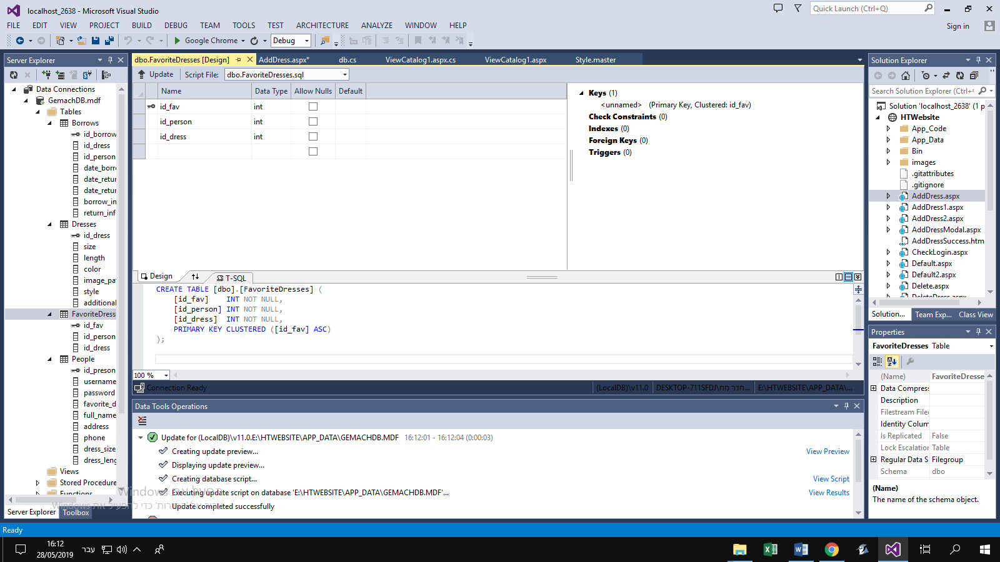 localhost_2638 - Microsoft Visual Studio
Quick Launch (Ctrl+Q)
FILE EDIT VIEW PROJECT BUILD DEBUG TEAM TOOLS TEST ARCHITECTURE ANALYZE WINDOW HELP
Sign in
Google Chrome
Debug
Server Explorer
Data Connections
GemachDB.mdf
Tables
Borrows
id_borrow
id_dress
id_person
date_borr
date_retur
date_retur
borrow_in
return_inf
Dresses
id_dress
size
length
color
image_pa
style
additional
FavoriteDress
id_fav
id_person
id_dress
People
id_preson
username
password
favorite_d
full_name
address
phone
dress_size
dress_leng
Views
Stored Procedure
Functions
Server Explorer
Toolbox
dbo.FavoriteDresses [Design]
AddDress.aspx*
db.cs
ViewCatalog1.aspx.cs
ViewCatalog1.aspx
Style.master
Update
Script File:
dbo.FavoriteDresses.sql
Name Data Type Allow Nulls Default
id_fav int
id_person int
id_dress int
Keys (1)
<unnamed> (Primary Key, Clustered: id_fav)
Check Constraints (0)
Indexes (0)
Foreign Keys (0)
Triggers (0)
Design
T-SQL
CREATE TABLE [dbo].[FavoriteDresses] (
[id_fav] INT NOT NULL,
[id_person] INT NOT NULL,
[id_dress] INT NOT NULL,
PRIMARY KEY CLUSTERED ([id_fav] ASC)
);
100 %
Connection Ready
(LocalDB)\v11.0
DESKTOP-711SFDJ\חדר מח...
E:\HTWEBSITE\APP_DATA\...
Data Tools Operations
Update for (LocalDB)\v11.0.E:\HTWEBSITE\APP_DATA\GEMACHDB.MDF 16:12:01 - 16:12:04 (0:00:03)
Creating update preview...
View Preview
Displaying update preview...
Creating database script...
View Script
Executing update script on database 'E:\HTWEBSITE\APP_DATA\GEMACHDB.MDF'...
View Results
Update completed successfully
Solution Explorer
Search Solution Explorer (Ctrl+
Solution 'localhost_2638' (1 p
HTWebsite
App_Code
App_Data
Bin
images
.gitattributes
.gitignore
AddDress.aspx
AddDress1.aspx
AddDress2.aspx
AddDressModal.aspx
AddDressSuccess.htm
CheckLogin.aspx
Default.aspx
Default2.aspx
Delete.aspx
DeleteDress.aspx
Solution...
Team Exp...
Class View
Properties
FavoriteDresses Table
(Name) FavoriteDresse
Data Compress
Description
Filestream File
Identity Colum
Is Replicated False
Lock Escalation Table
Regular Data S Filegroup
Schema dbo
(Name)
The name of the schema object.
הפעל את Windows
עבור אל 'הגדרות' כדי להפעיל את Windows.
Ready
16:12
28/05/2019
עבר